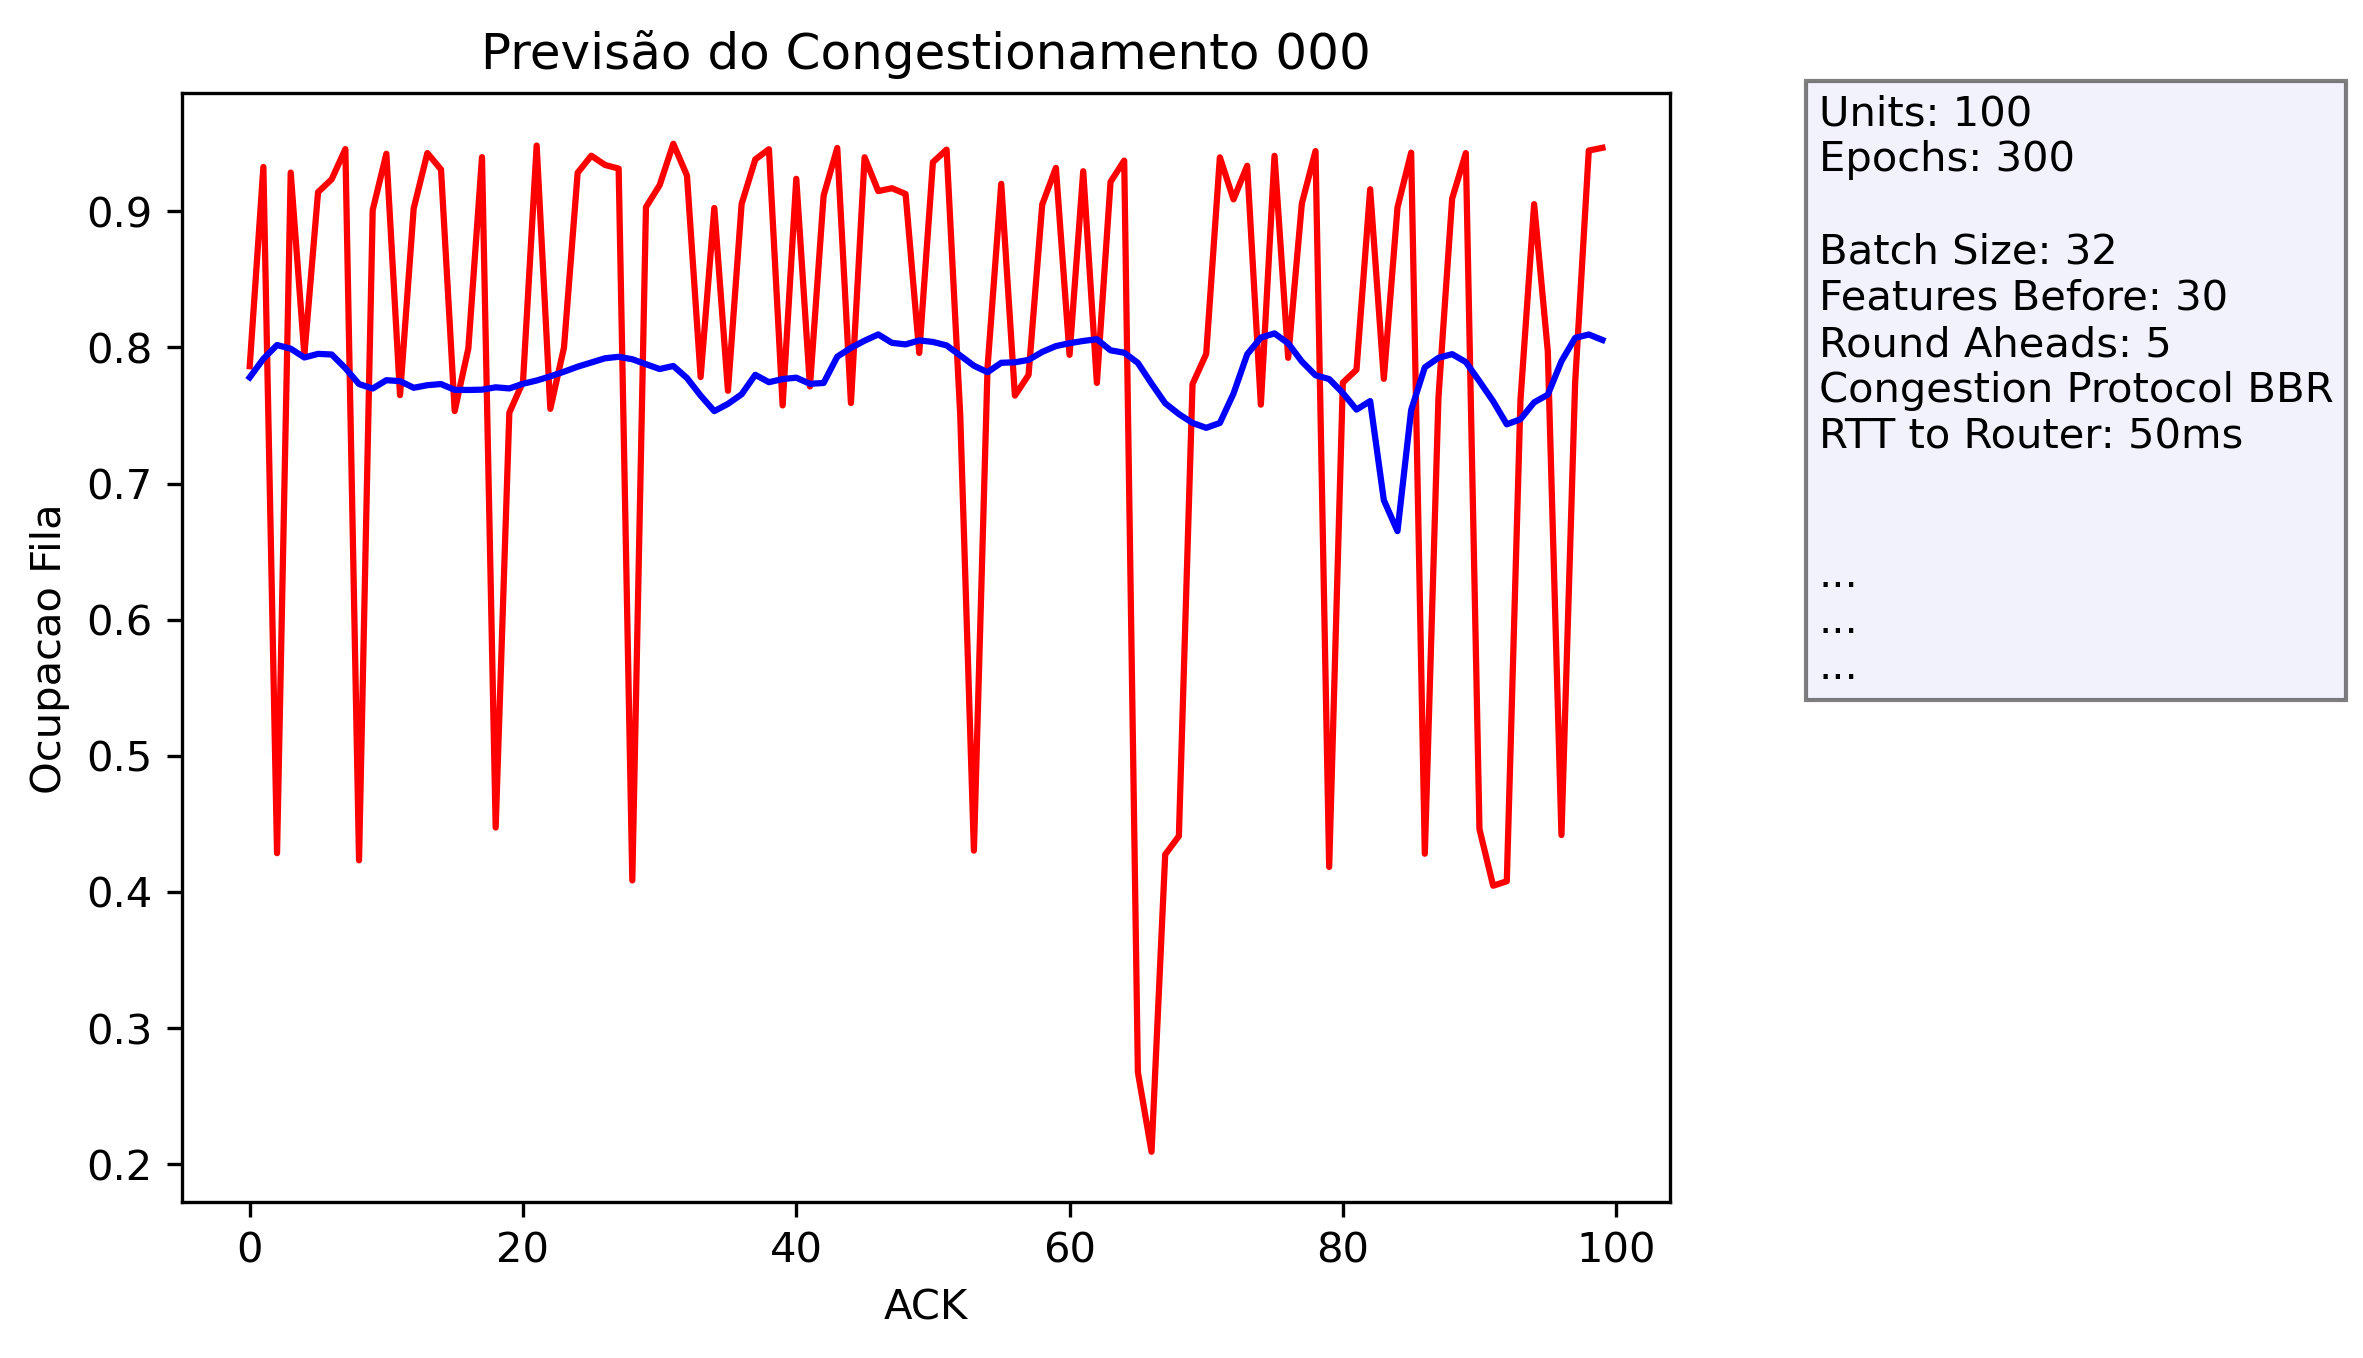 Previsão do Congestionamento 000
Units: 100
Epochs: 300
Batch Size: 32
Features Before: 30
Round Aheads: 5
Congestion Protocol BBR
RTT to Router: 50ms
...
...
...
Ocupacao Fila
0.9
0.8
0.7
0.6
0.5
0.4
0.3
0.2
0 20 40 60 80 100
ACK